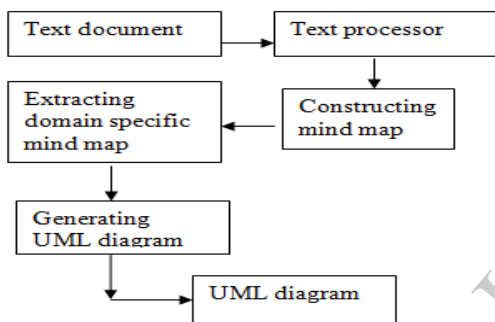 Text document
Text processor
Extracting
domain specific
mind map
Constructing
mind map
Generating
UML diagram
UML diagram